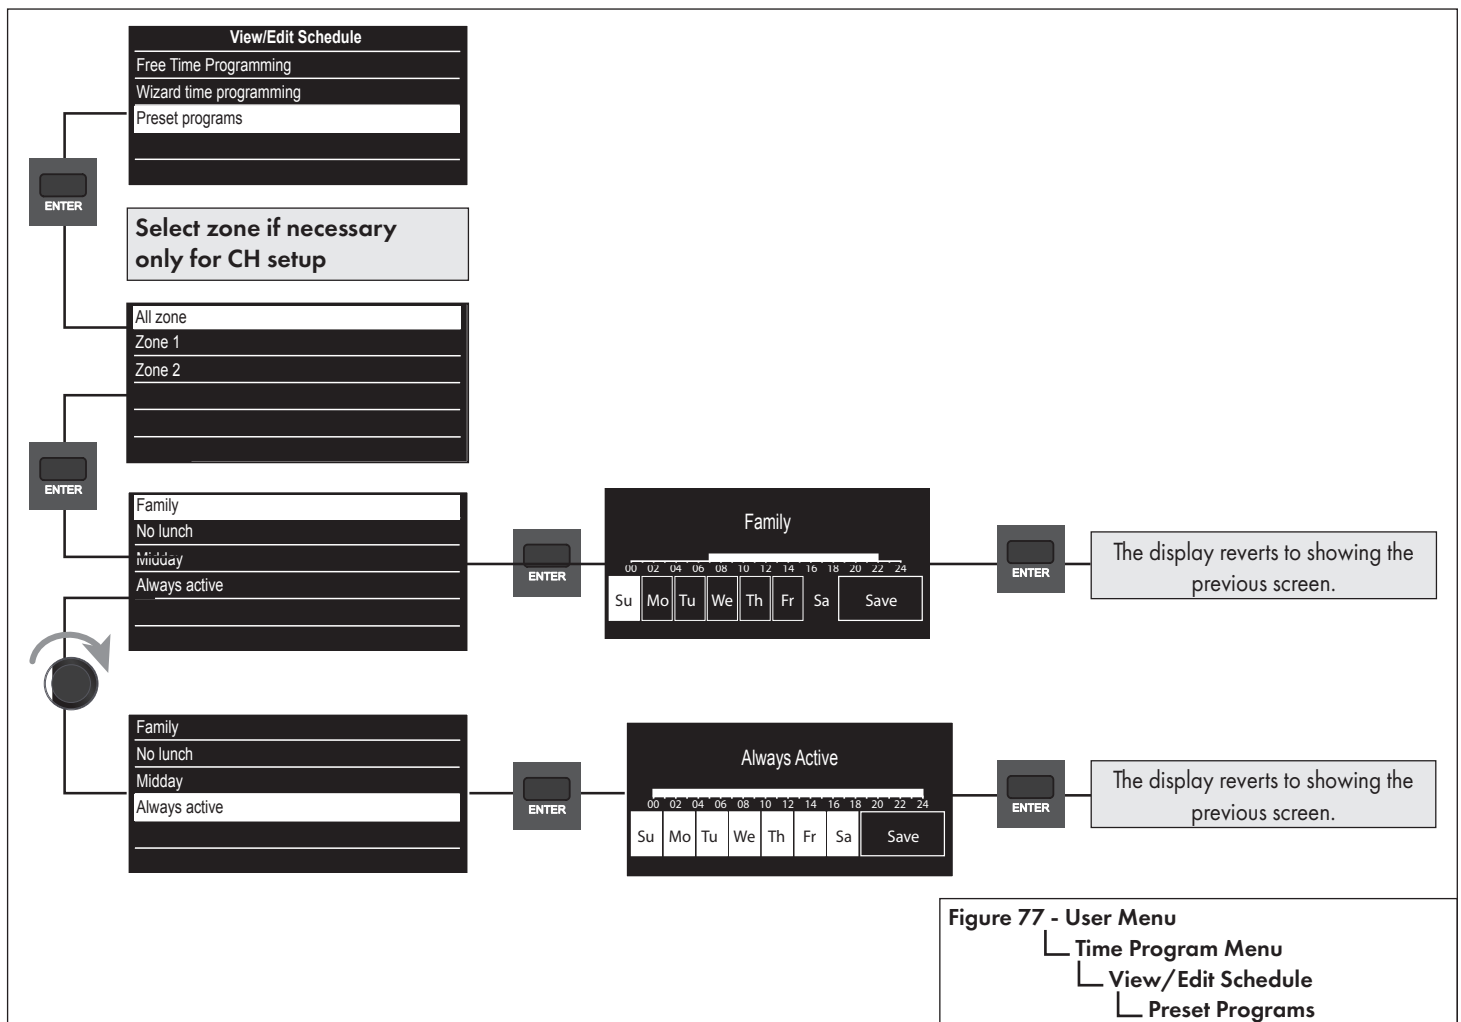 View/Edit Schedule
Free Time Programming
Wizard time programming
Preset programs
ENTER
Select zone if necessary
only for CH setup
All zone
Zone 1
Zone 2
ENTER
Family
No lunch
Midday
Always active
ENTER
Family
00 02 04 06 08 10 12 14 16 18 20 22 24
Su Mo Tu We Th Fr Sa Save
ENTER
The display reverts to showing the
previous screen.
Family
No lunch
Midday
Always active
ENTER
Always Active
00 02 04 06 08 10 12 14 16 18 20 22 24
Su Mo Tu We Th Fr Sa Save
ENTER
The display reverts to showing the
previous screen.
Figure 77 - User Menu
Time Program Menu
View/Edit Schedule
Preset Programs